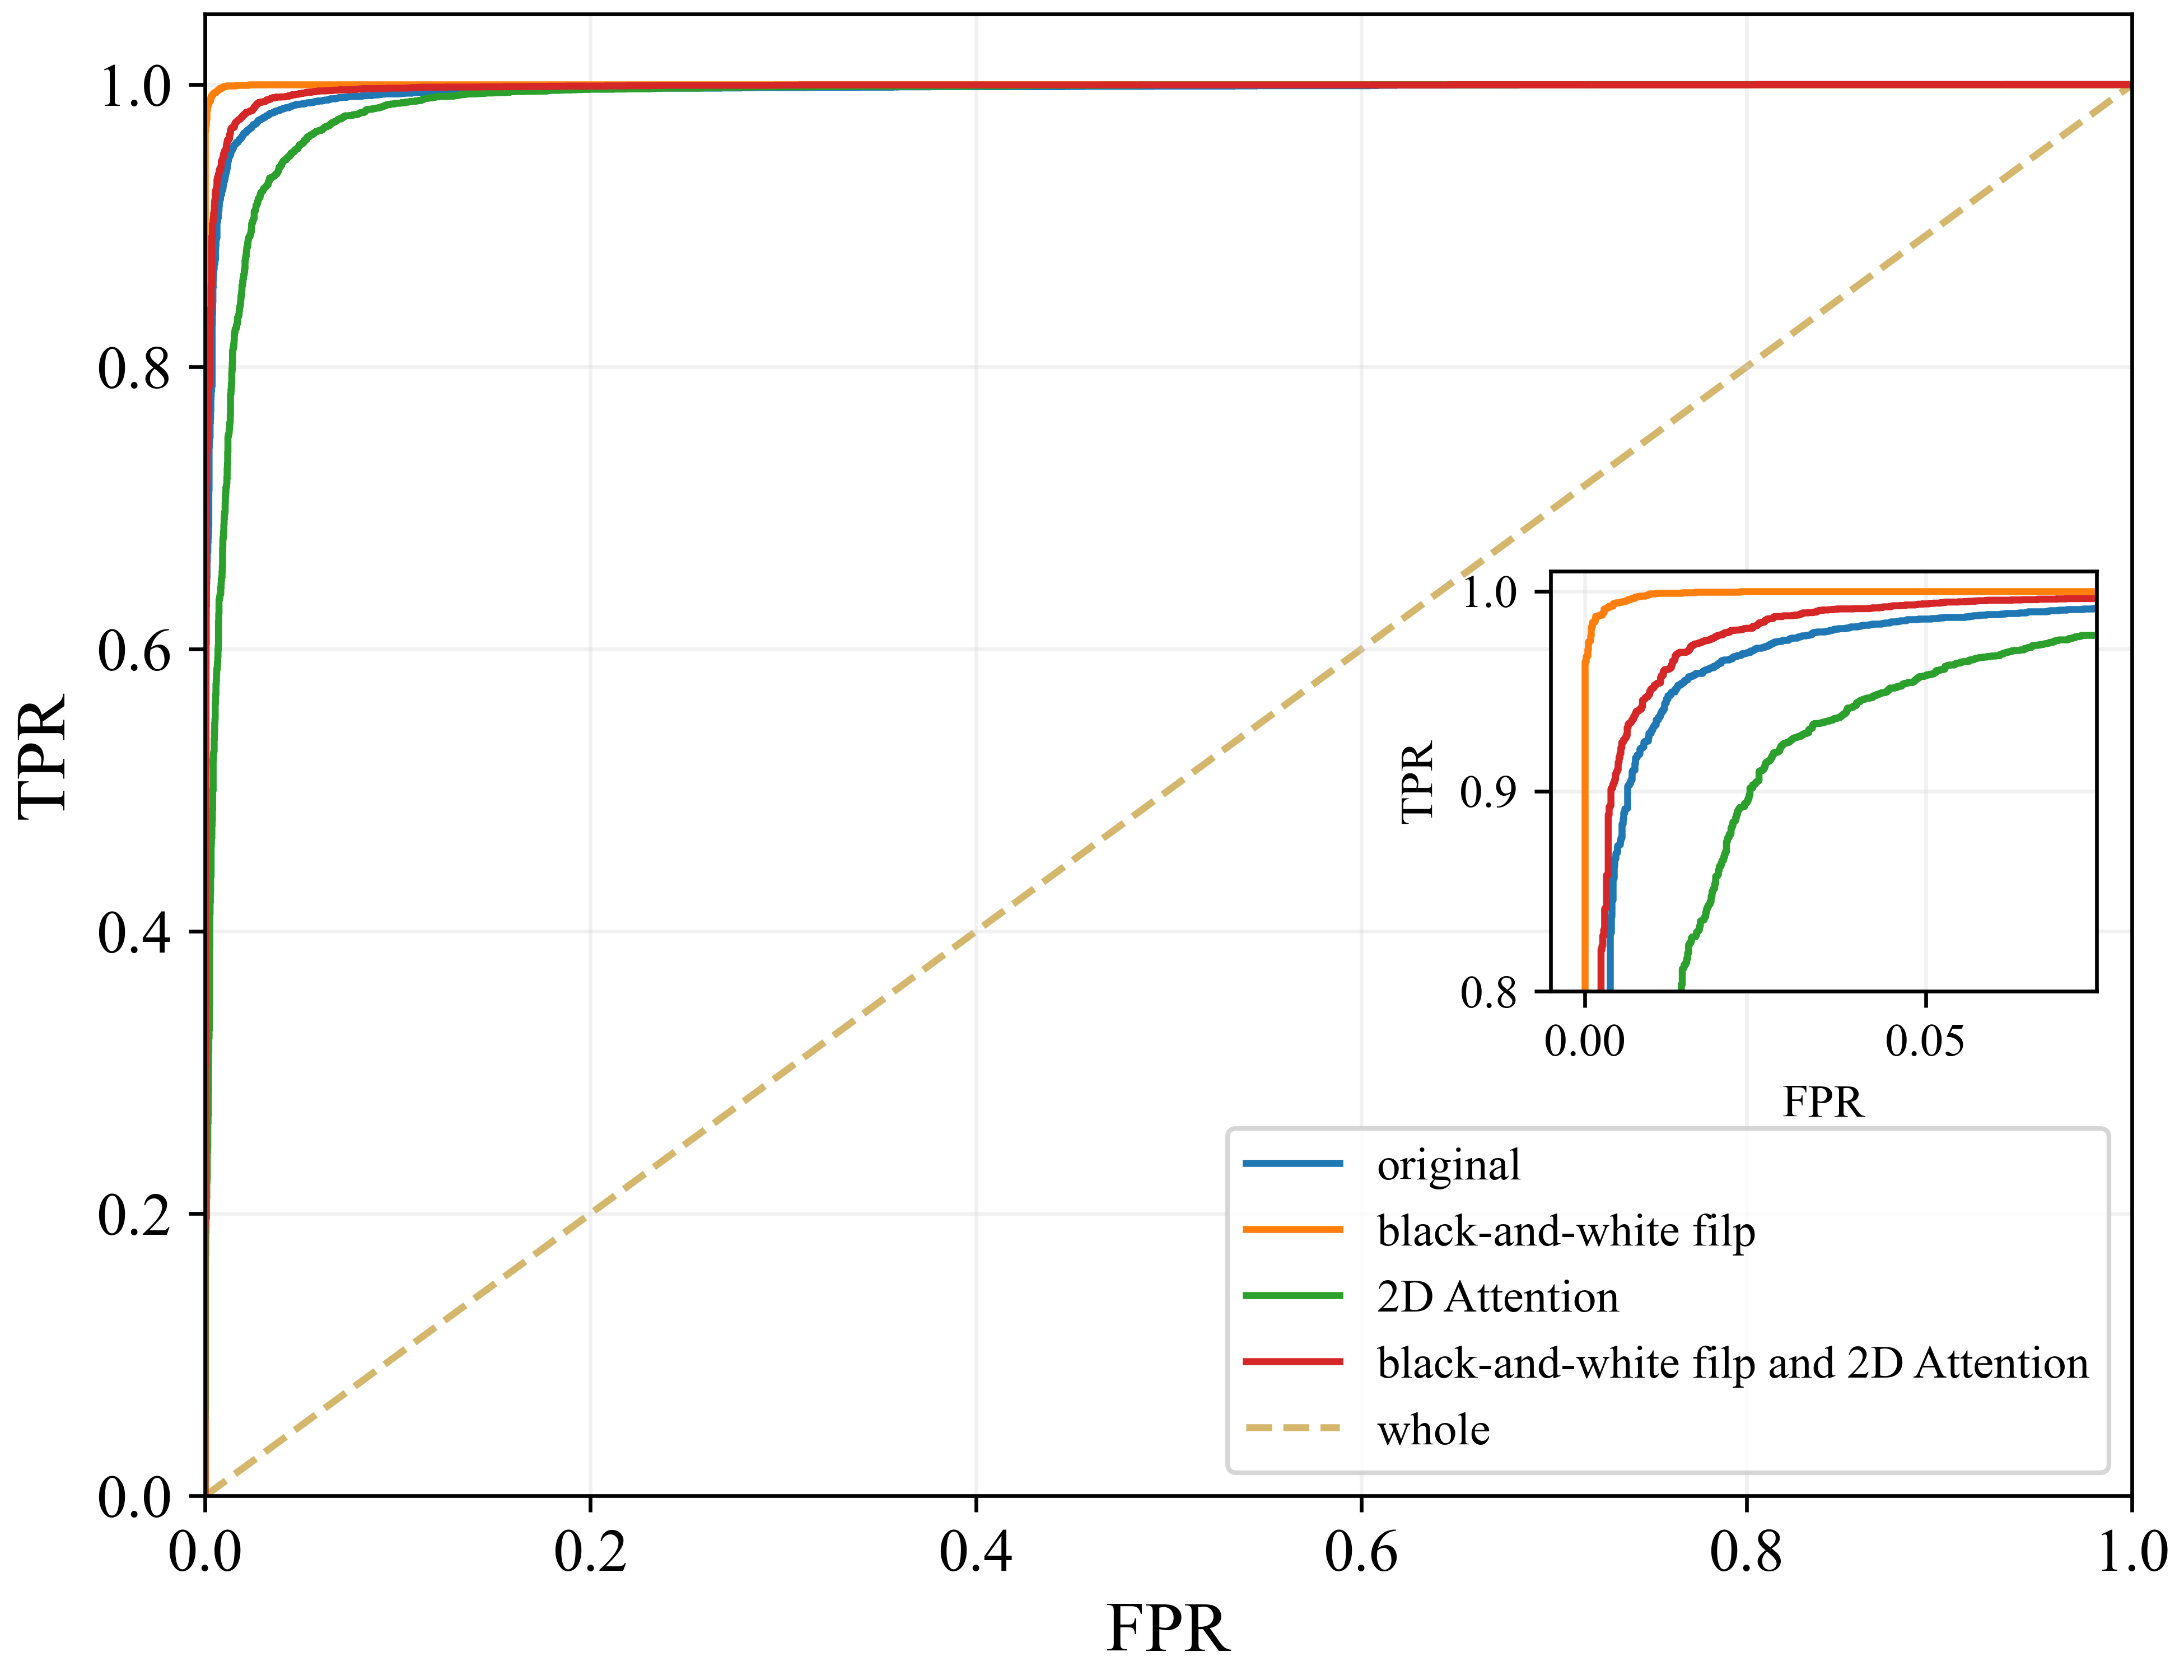 1.0
0.8
0.6
0.4
0.2
0.0
TPR
0.0 0.2 0.4 0.6 0.8 1.0
FPR
1.0
0.9
0.8
TPR
0.00 0.05
FPR
original
black-and-white filp
2D Attention
black-and-white filp and 2D Attention
whole